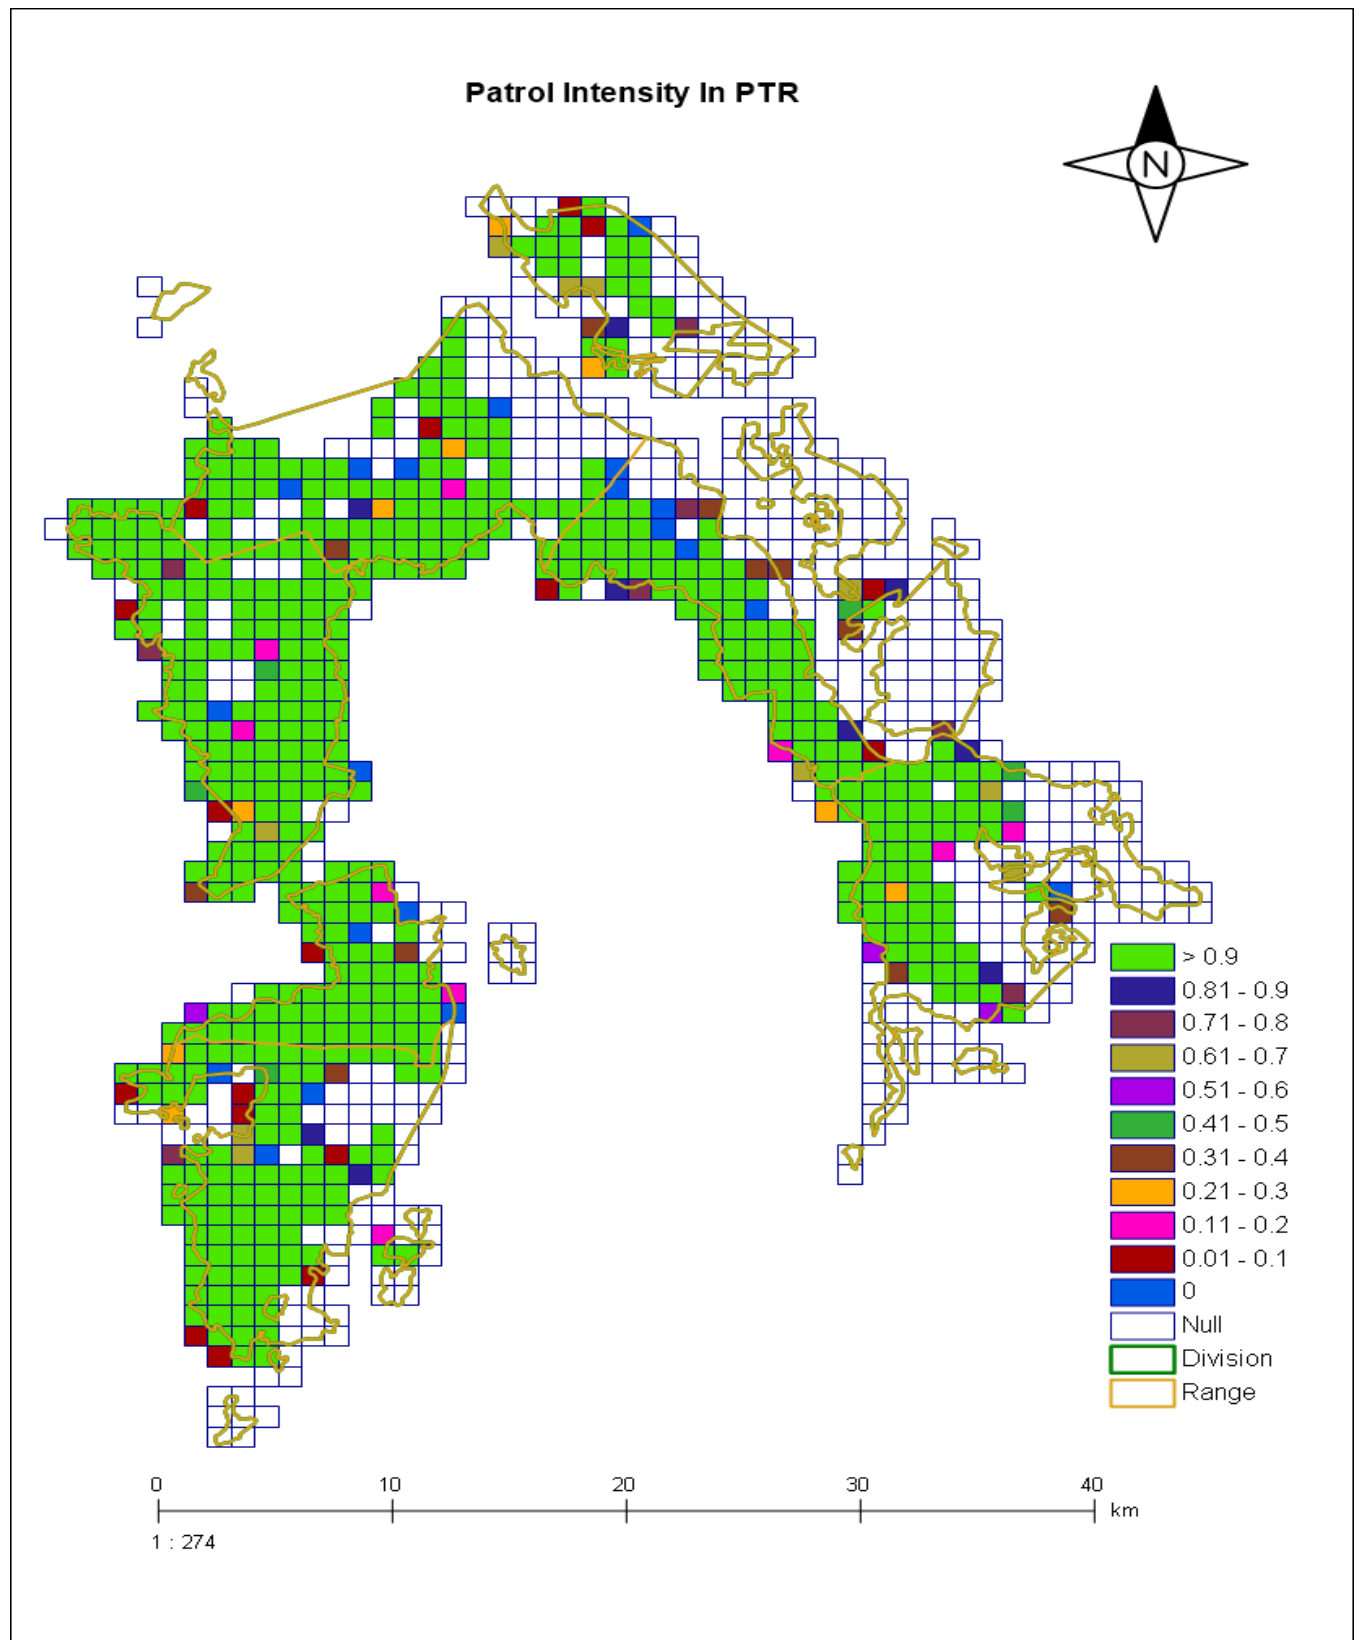 Patrol Intensity In PTR
N
> 0.9
0.81 - 0.9
0.71 - 0.8
0.61 - 0.7
0.51 - 0.6
0.41 - 0.5
0.31 - 0.4
0.21 - 0.3
0.11 - 0.2
0.01 - 0.1
0
Null
Division
Range
0 10 20 30 40
km
1 : 274